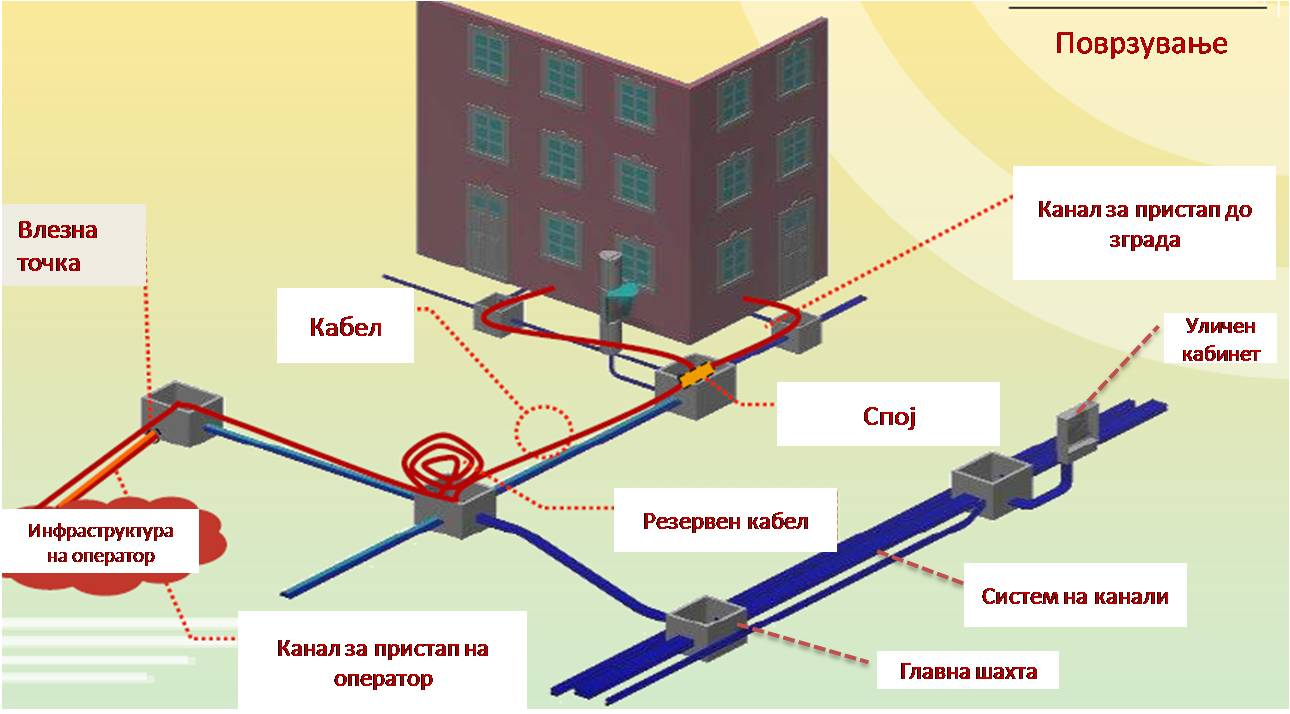 Поврзување
Канал за пристап до
зграда
Влезна
точка
Кабел
Уличен
кабинет
Спој
Резервен кабел
Инфраструктура
на оператор
Систем на канали
Канал за пристап на
оператор
Главна шахта